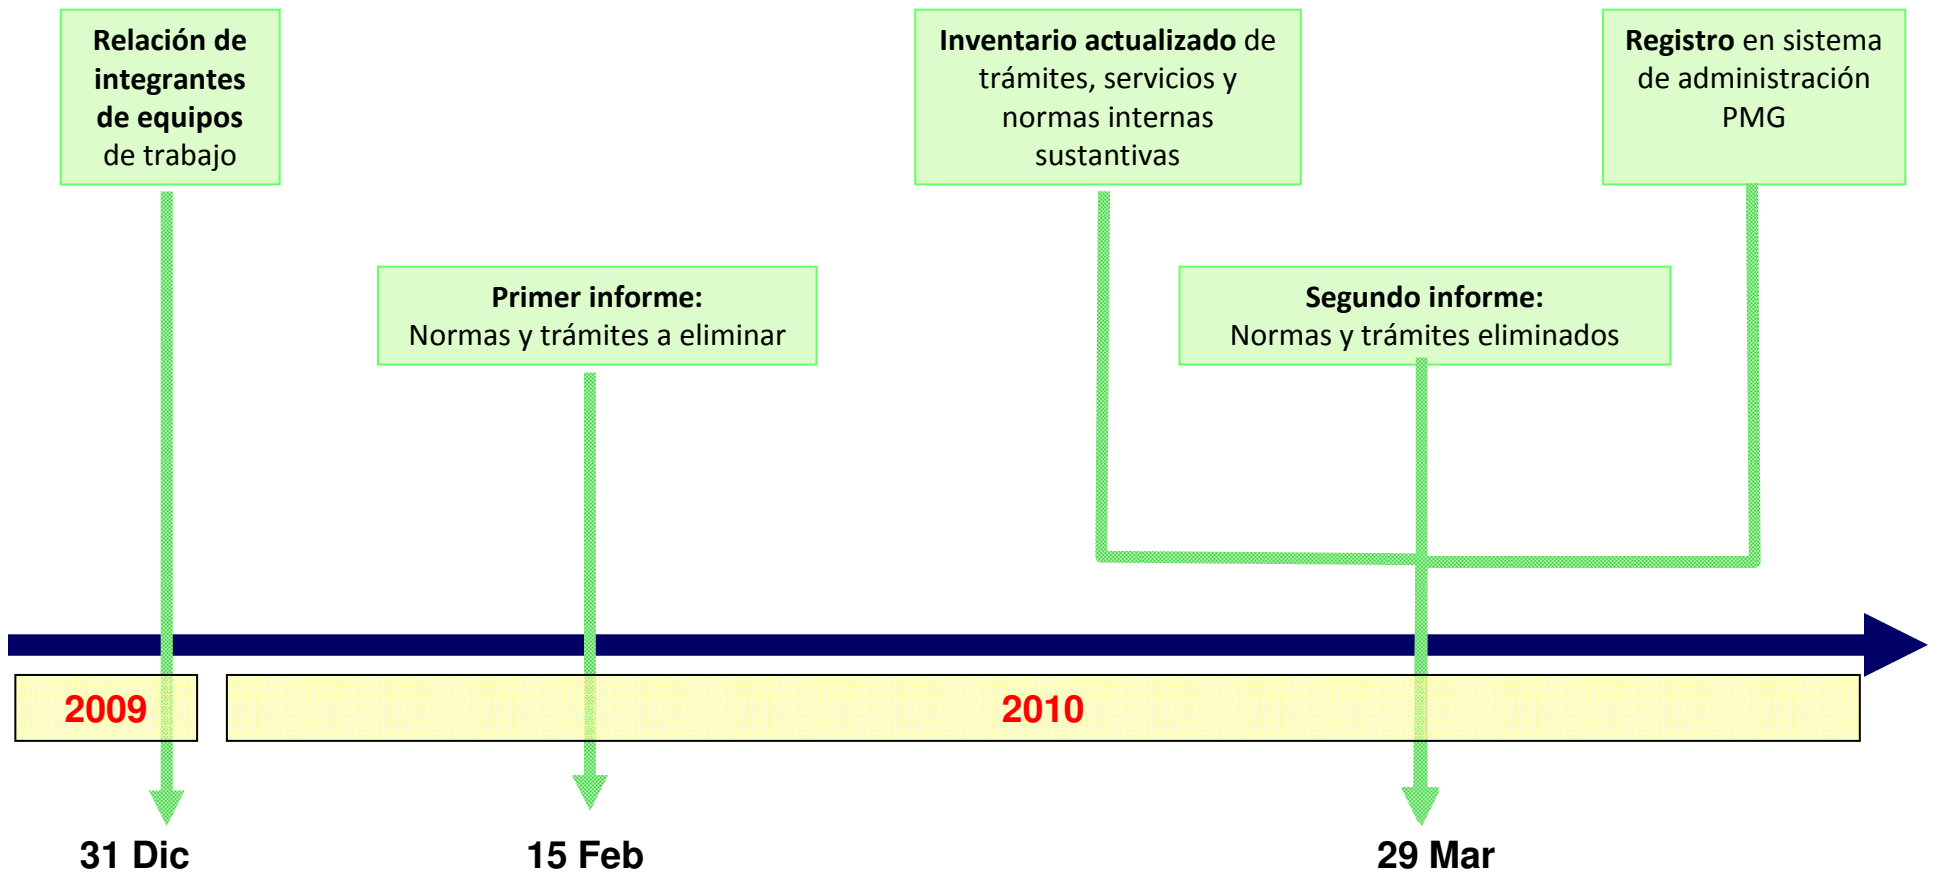 Relación de
integrantes
de equipos
de trabajo
Inventario actualizado de
trámites, servicios y
normas internas
sustantivas
Registro en sistema
de administración
PMG
Primer informe:
Normas y trámites a eliminar
Segundo informe:
Normas y trámites eliminados
2009
2010
31 Dic
15 Feb
29 Mar